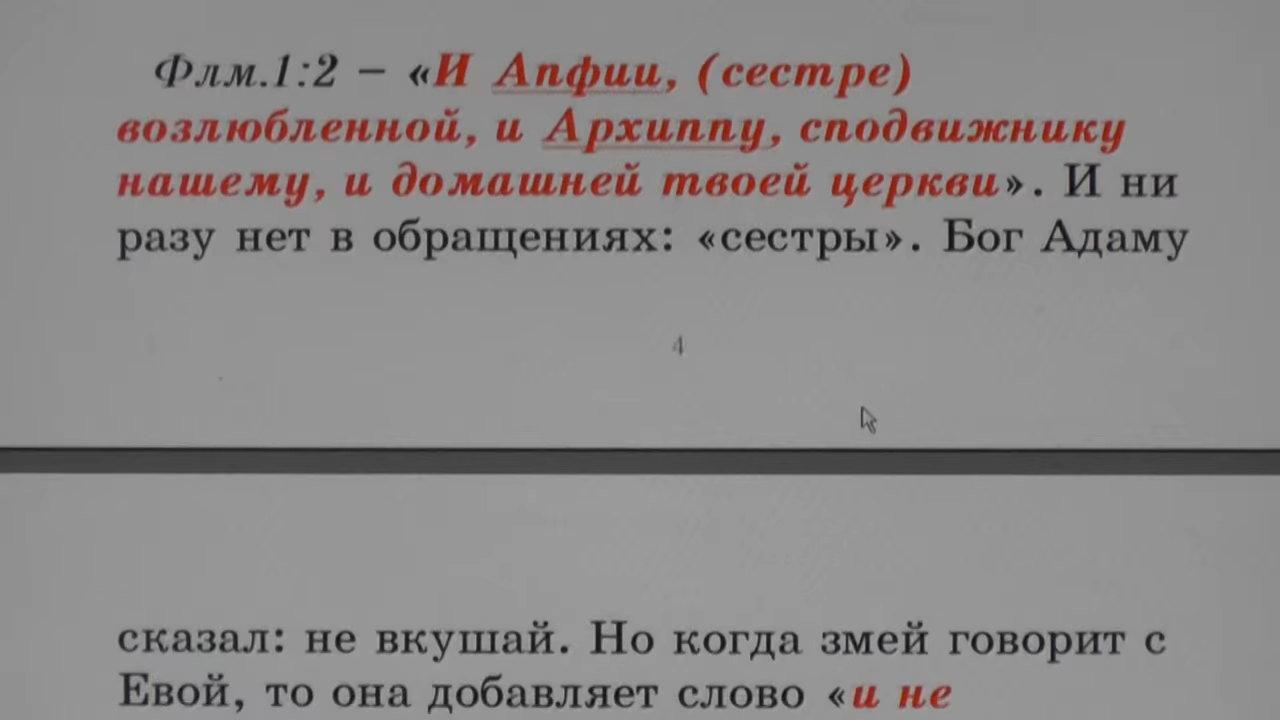 Флм.1:2 – «И Апфии, (сестре)
возлюбленной, и Архиппу, сподвижнику
нашему, и домашней твоей церкви». И ни
разу нет в обращениях: «сестры». Бог Адаму
4
сказал: не вкушай. Но когда змей говорит с
Евой, то она добавляет слово «и не